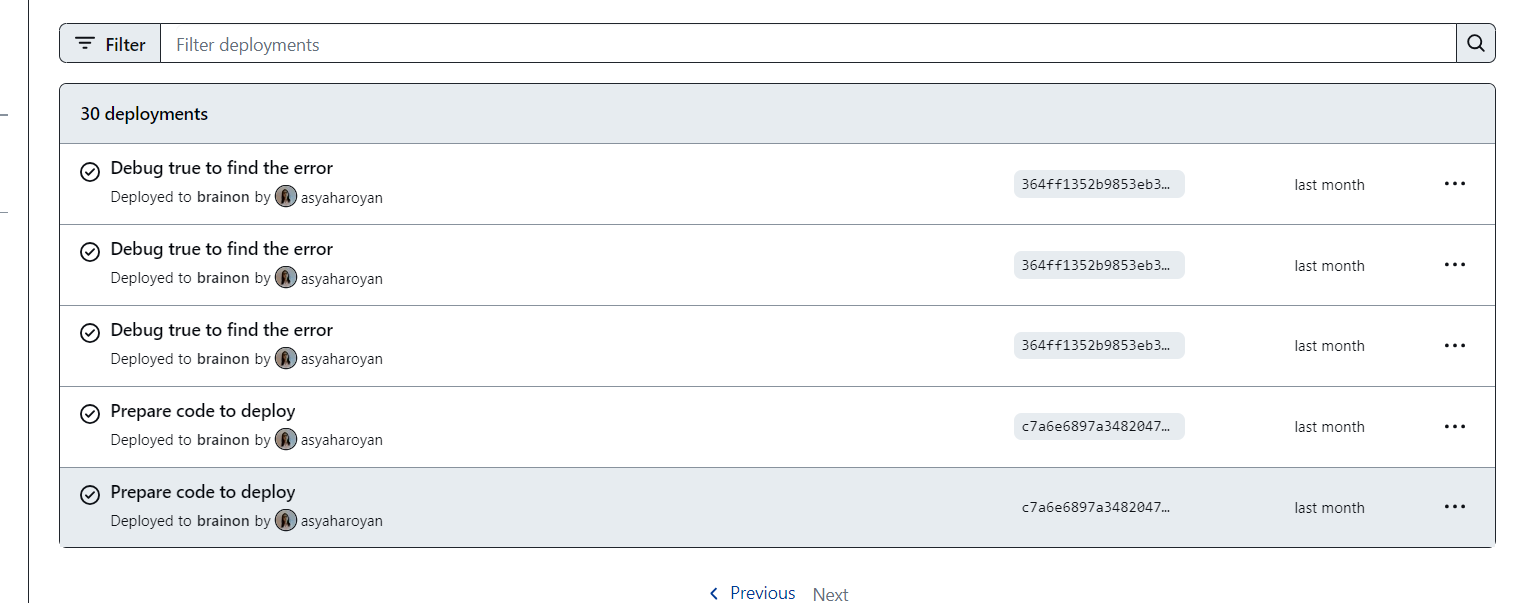 Filter
Filter deployments
30 deployments
Debug true to find the error
Deployed to brainon by asyaharoyan
364ff1352b9853eb3…
last month
Debug true to find the error
Deployed to brainon by asyaharoyan
364ff1352b9853eb3…
last month
Debug true to find the error
Deployed to brainon by asyaharoyan
364ff1352b9853eb3…
last month
Prepare code to deploy
Deployed to brainon by asyaharoyan
c7a6e6897a3482047…
last month
Prepare code to deploy
Deployed to brainon by asyaharoyan
c7a6e6897a3482047…
last month
Previous
Next